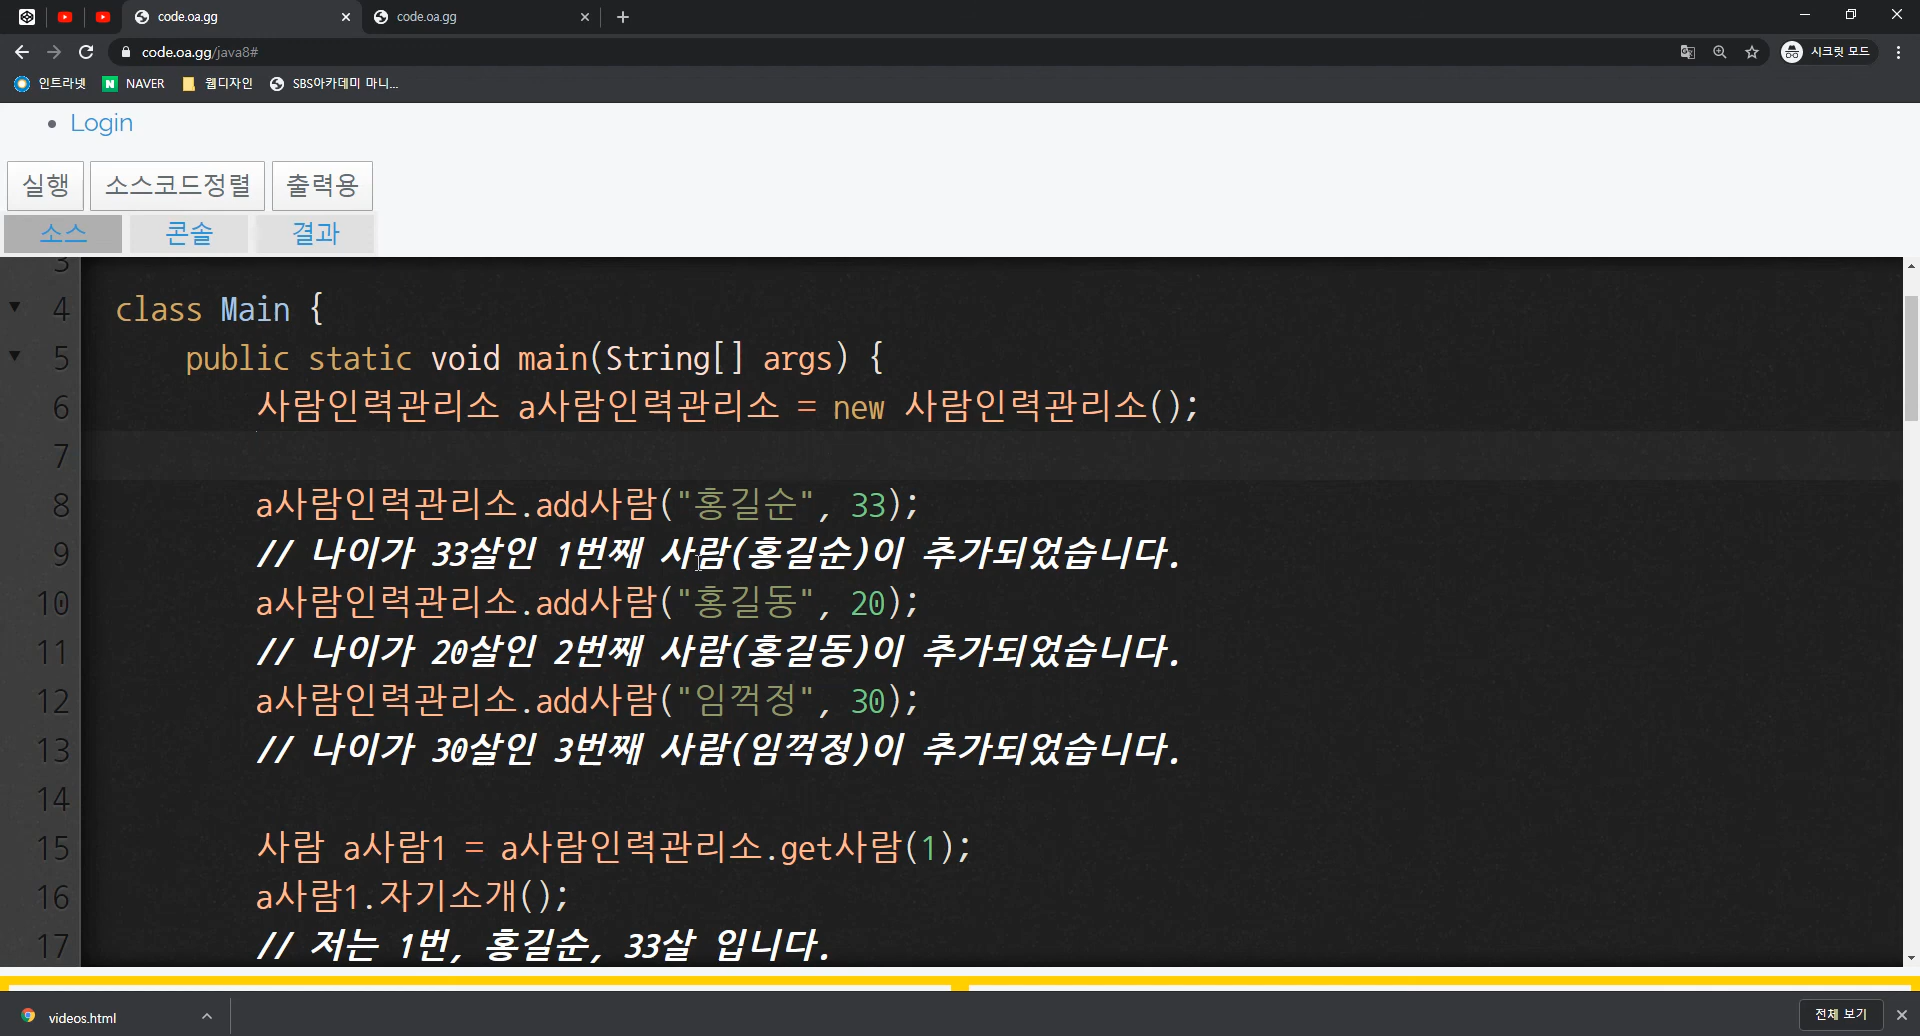 code.oa.gg
code.oa.gg
code.oa.gg/java8#
시크릿 모드
인트라넷
N NAVER
웹디자인
SBS아카데미 마니...
Login
실행
소스코드정렬
출력용
소스
콘솔
결과
3
4 class Main {
5 public static void main(String[] args) {
6 사람인력관리소 a사람인력관리소 = new 사람인력관리소();
7
8 a사람인력관리소.add사람("홍길순", 33);
9 // 나이가 33살인 1번째 사람(홍길순)이 추가되었습니다.
10 a사람인력관리소.add사람("홍길동", 20);
11 // 나이가 20살인 2번째 사람(홍길동)이 추가되었습니다.
12 a사람인력관리소.add사람("임꺽정", 30);
13 // 나이가 30살인 3번째 사람(임꺽정)이 추가되었습니다.
14
15 사람 a사람1 = a사람인력관리소.get사람(1);
16 a사람1.자기소개();
17 // 저는 1번, 홍길순, 33살 입니다.
videos.html
전체 보기